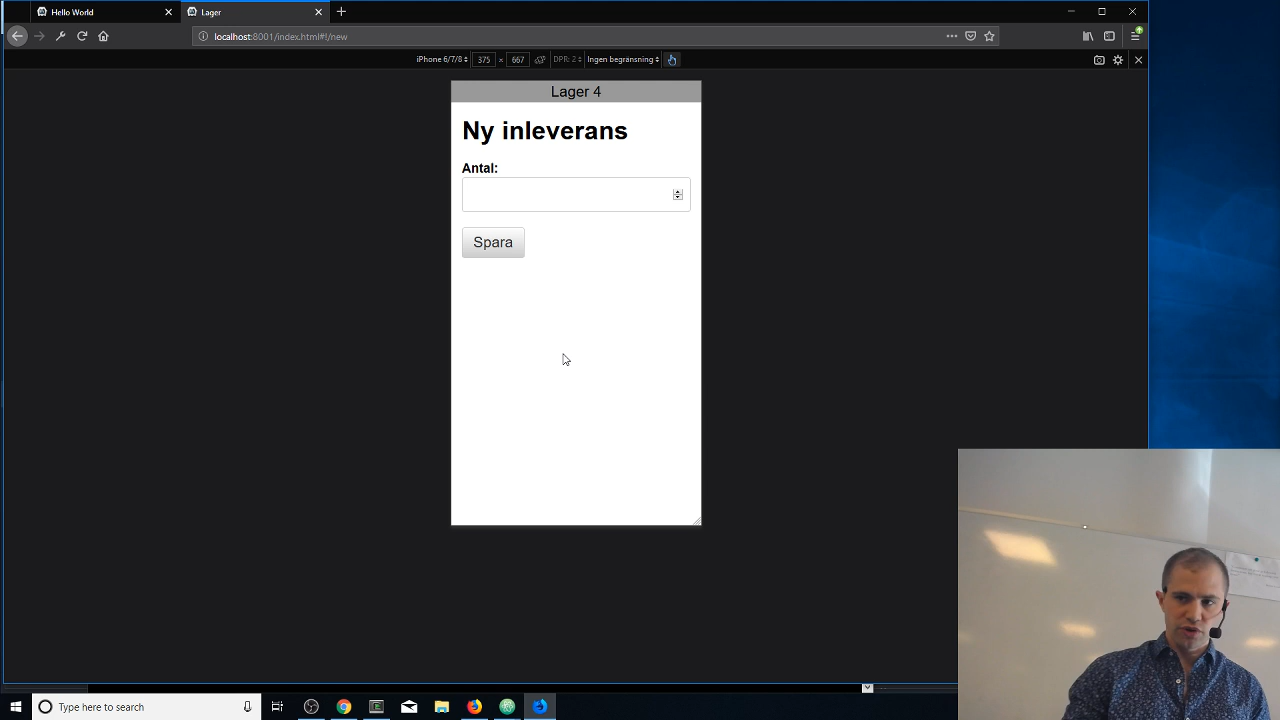 Hello World
Lager
localhost:8001/index.html#!/new
iPhone 6/7/8 375 × 667 DPR: 2 Ingen begränsning
Lager 4
Ny inleverans
Antal:
Spara
Type here to search